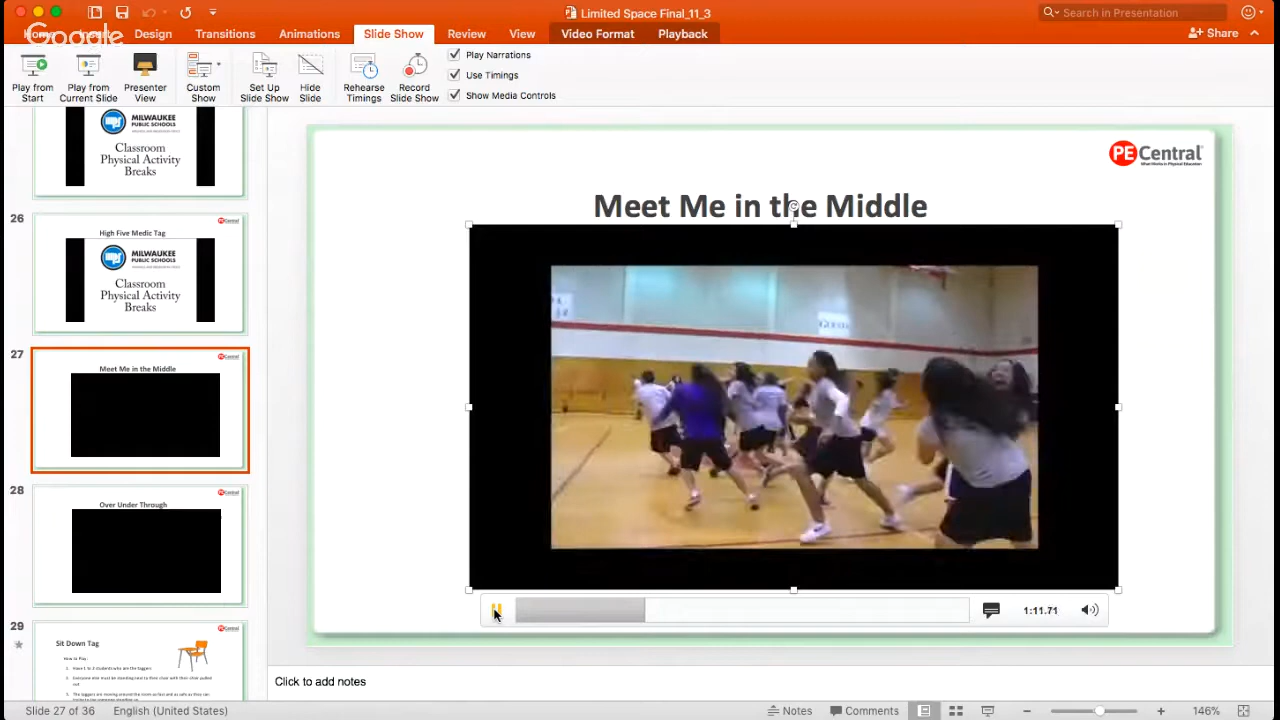 Limited Space Final_11_3
Search in Presentation
Google
Design
Transitions
Animations
Slide Show
Review
View
Video Format
Playback
Share
Play from Start
Play from Current Slide
Presenter View
Custom Show
Set Up Slide Show
Hide Slide
Rehearse Timings
Record Slide Show
Play Narrations
Use Timings
Show Media Controls
MILWAUKEE
PUBLIC SCHOOLS
Classroom
Physical Activity
Breaks
26
High Five Medic Tag
MILWAUKEE
PUBLIC SCHOOLS
Classroom
Physical Activity
Breaks
27
Meet Me in the Middle
28
Over Under Through
29
Sit Down Tag
How to Play:
PE Central
Meet Me in the Middle
1:11.71
Click to add notes
Slide 27 of 36
English (United States)
Notes
Comments
146%